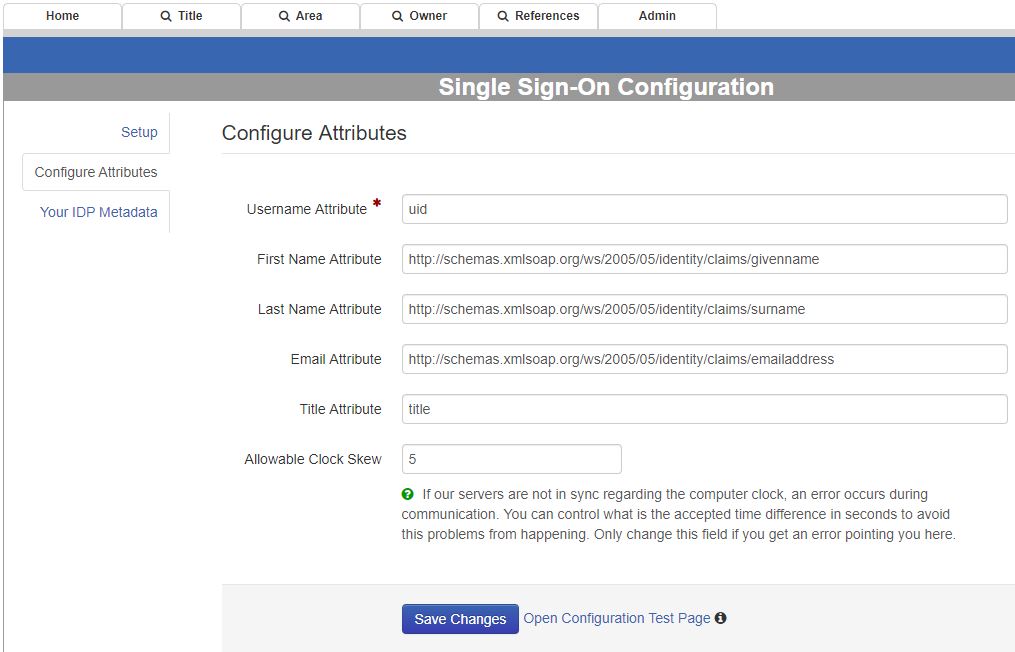 Home Title Area Owner References Admin
Single Sign-On Configuration
Setup
Configure Attributes
Your IDP Metadata
Configure Attributes
Username Attribute * uid
First Name Attribute http://schemas.xmlsoap.org/ws/2005/05/identity/claims/givenname
Last Name Attribute http://schemas.xmlsoap.org/ws/2005/05/identity/claims/surname
Email Attribute http://schemas.xmlsoap.org/ws/2005/05/identity/claims/emailaddress
Title Attribute title
Allowable Clock Skew 5
If our servers are not in sync regarding the computer clock, an error occurs during
communication. You can control what is the accepted time difference in seconds to avoid
this problems from happening. Only change this field if you get an error pointing you here.
Save Changes Open Configuration Test Page